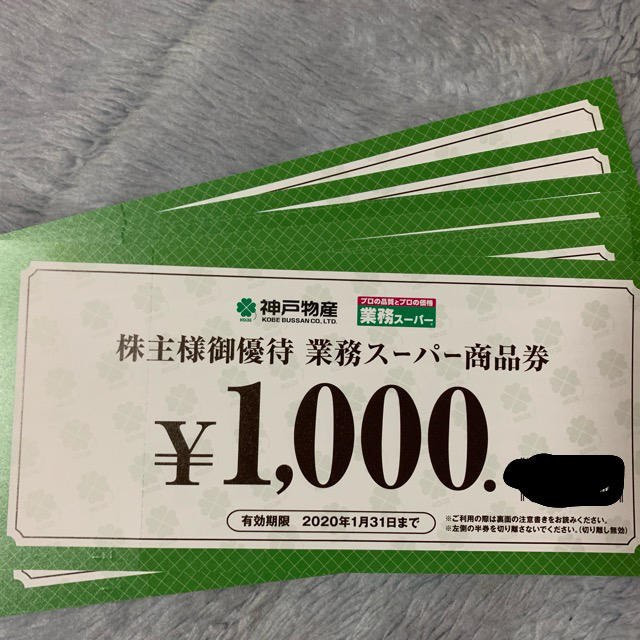 神戸物産
KOBE BUSSAN CO., LTD.
プロの品質とプロの価格
業務スーパー
株主様御優待 業務スーパー商品券
¥1,000.
有効期限 2020年1月31日まで
※ご利用の際は裏面の注意書きをお読みください。
※左側の半券を切り離さないでください。(切り離し無効)